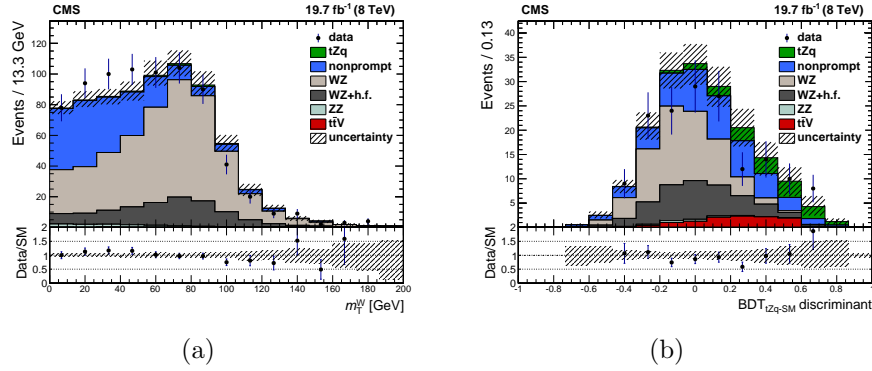 CMS 19.7 fb⁻¹ (8 TeV)
Events / 13.3 GeV
120
100
80
60
40
20
data
tZq
nonprompt
WZ
WZ+h.f.
ZZ
tt̄V
uncertainty
Data/SM
2
1.5
1
0.5
0
0 20 40 60 80 100 120 140 160 180 200
m_T^W [GeV]
(a)
CMS 19.7 fb⁻¹ (8 TeV)
Events / 0.13
40
35
30
25
20
15
10
5
data
tZq
nonprompt
WZ
WZ+h.f.
ZZ
tt̄V
uncertainty
Data/SM
2
1.5
1
0.5
0
-1 -0.8 -0.6 -0.4 -0.2 0 0.2 0.4 0.6 0.8 1
BDT_tZq-SM discriminant
(b)